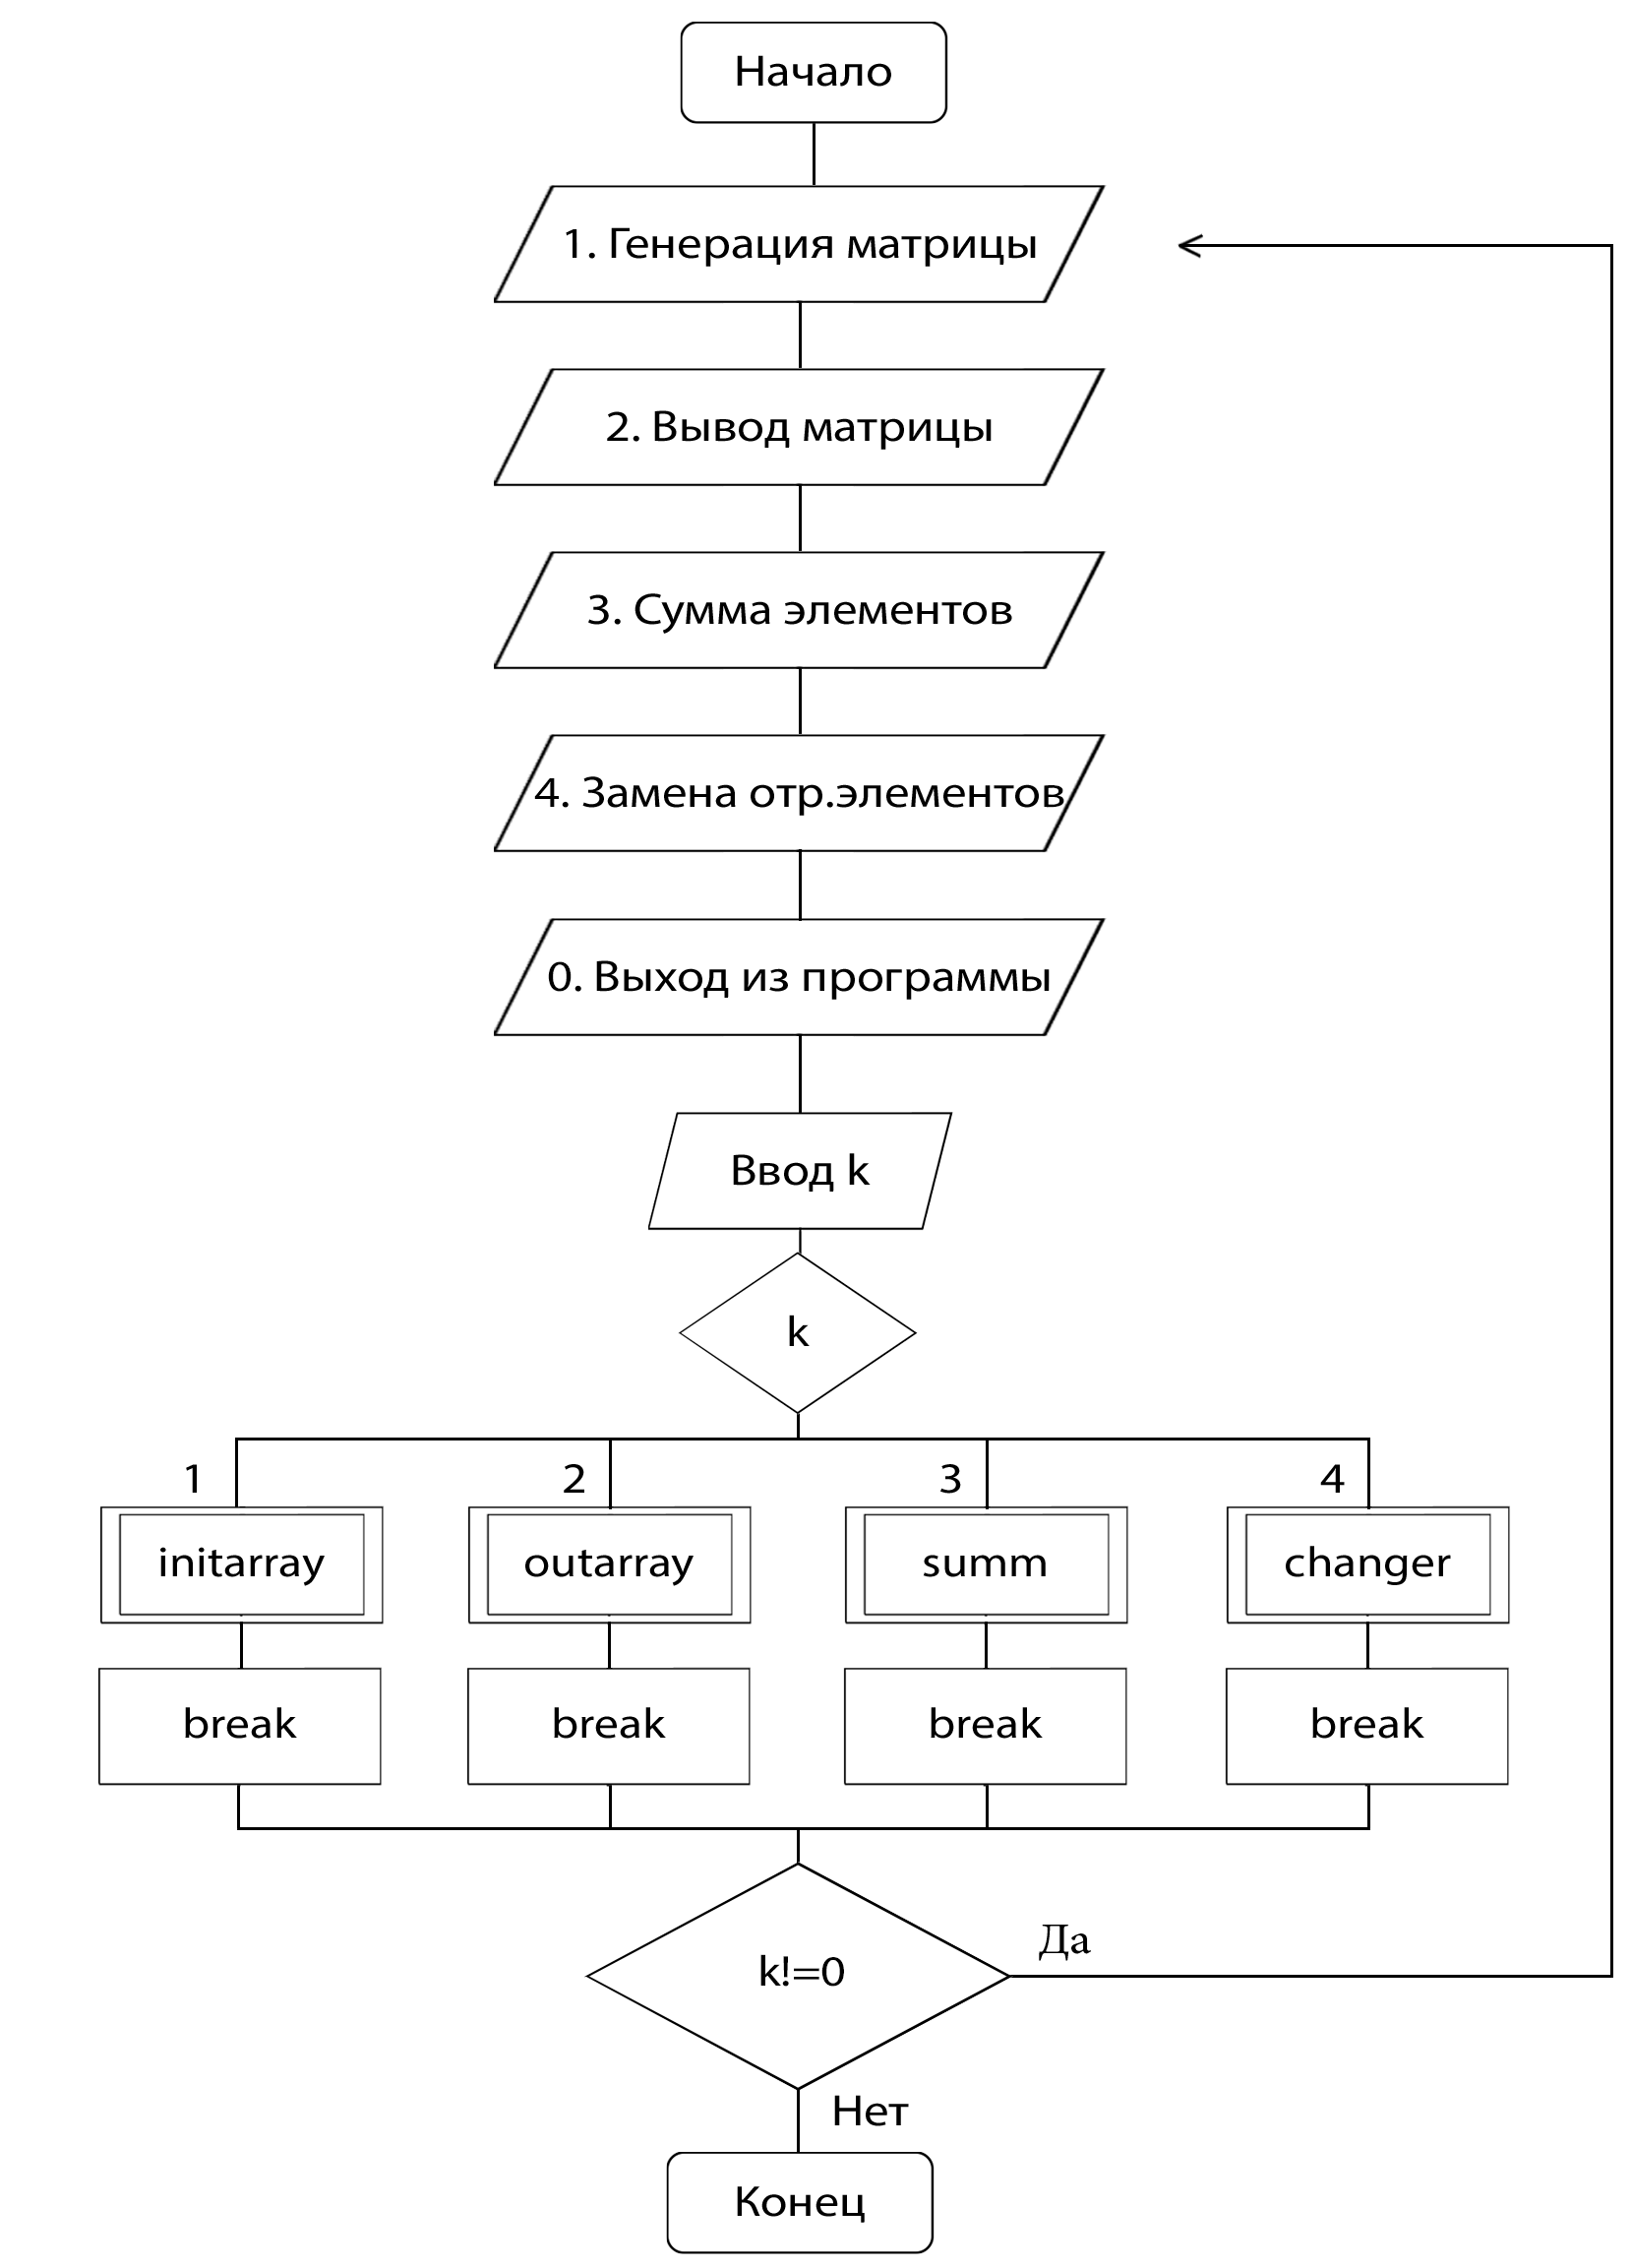 Начало
1. Генерация матрицы
2. Вывод матрицы
3. Сумма элементов
4. Замена отр.элементов
0. Выход из программы
Ввод k
k
1 2 3 4
initarray outarray summ changer
break break break break
k!=0
Да
Нет
Конец